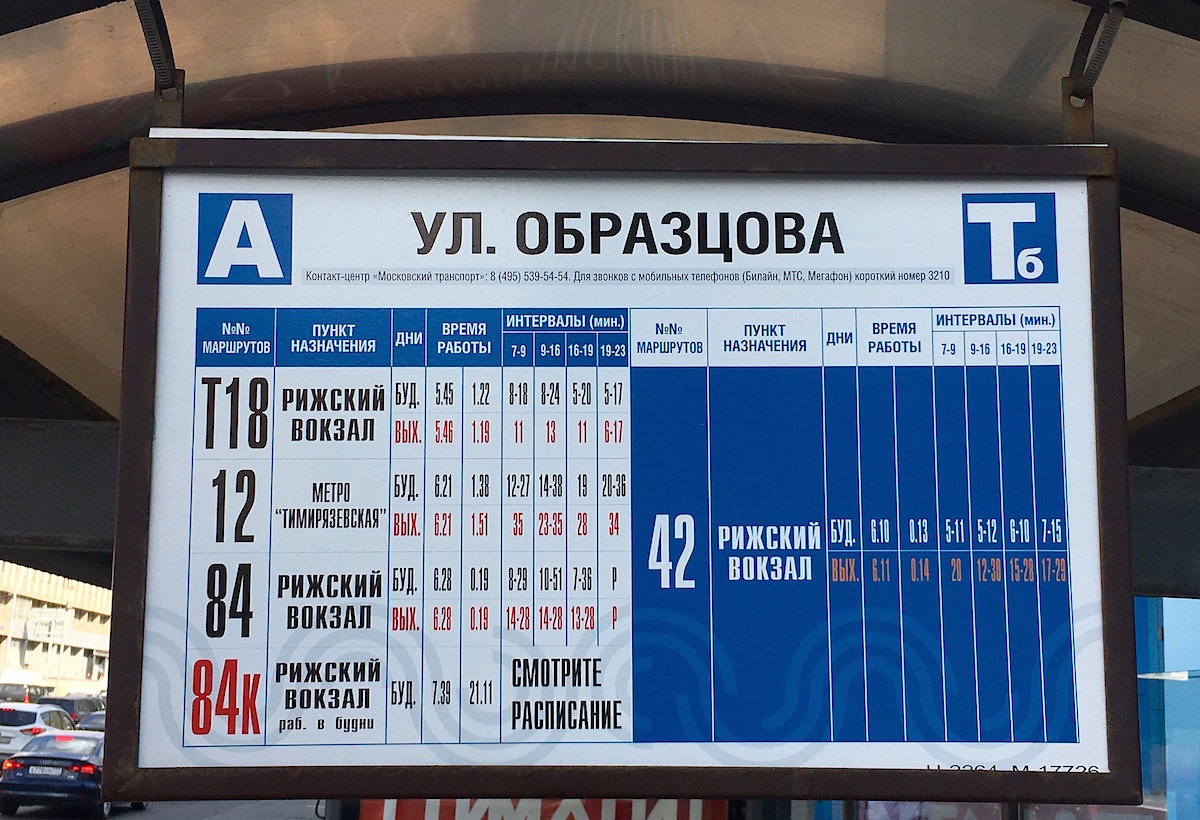 А
УЛ. ОБРАЗЦОВА
Тб
Контакт-центр «Московский транспорт»: 8 (495) 539-54-54. Для звонков с мобильных телефонов (Билайн, МТС, Мегафон) короткий номер 3210
№№ МАРШРУТОВ ПУНКТ НАЗНАЧЕНИЯ ДНИ ВРЕМЯ РАБОТЫ ИНТЕРВАЛЫ (мин.)
7-9 9-16 16-19 19-23
Т18 РИЖСКИЙ ВОКЗАЛ БУД. 5.45 1.22 8-18 8-24 5-20 5-17
ВЫХ. 5.46 1.19 11 13 11 6-17
12 МЕТРО "ТИМИРЯЗЕВСКАЯ" БУД. 6.21 1.38 12-27 14-38 19 20-36
ВЫХ. 6.21 1.51 35 23-35 28 34
84 РИЖСКИЙ ВОКЗАЛ БУД. 6.28 0.19 8-29 10-51 7-36 Р
ВЫХ. 6.28 0.19 14-28 14-28 13-28 Р
84к РИЖСКИЙ ВОКЗАЛ раб. в будни БУД. 7.39 21.11 СМОТРИТЕ РАСПИСАНИЕ
№№ МАРШРУТОВ ПУНКТ НАЗНАЧЕНИЯ ДНИ ВРЕМЯ РАБОТЫ ИНТЕРВАЛЫ (мин.)
7-9 9-16 16-19 19-23
42 РИЖСКИЙ ВОКЗАЛ БУД. 6.10 0.13 5-11 5-12 6-10 7-15
ВЫХ. 6.11 0.14 20 12-30 15-28 17-29